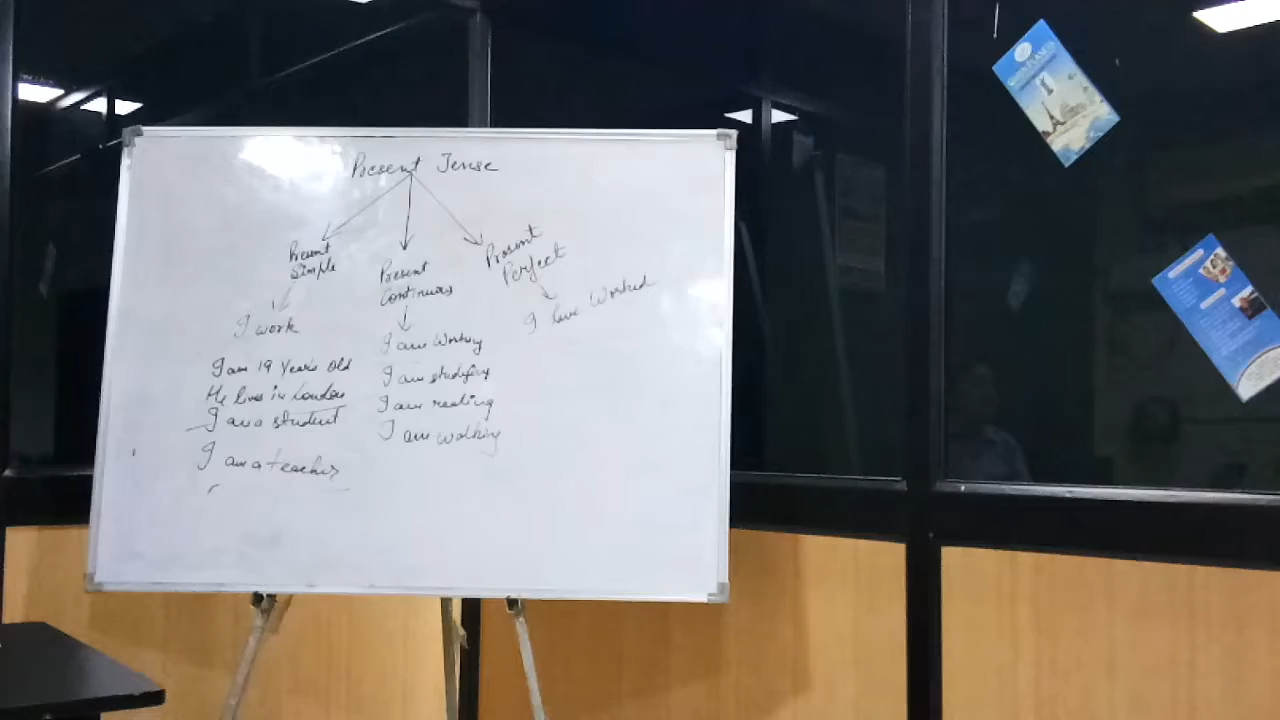 Present Tense
Present
Simple
I work
I am 19 Years old
He lives in London
I am a student
I am a teacher
Present
Continuous
I am Working
I am studying
I am reading
I am walking
Present
Perfect
I have Worked